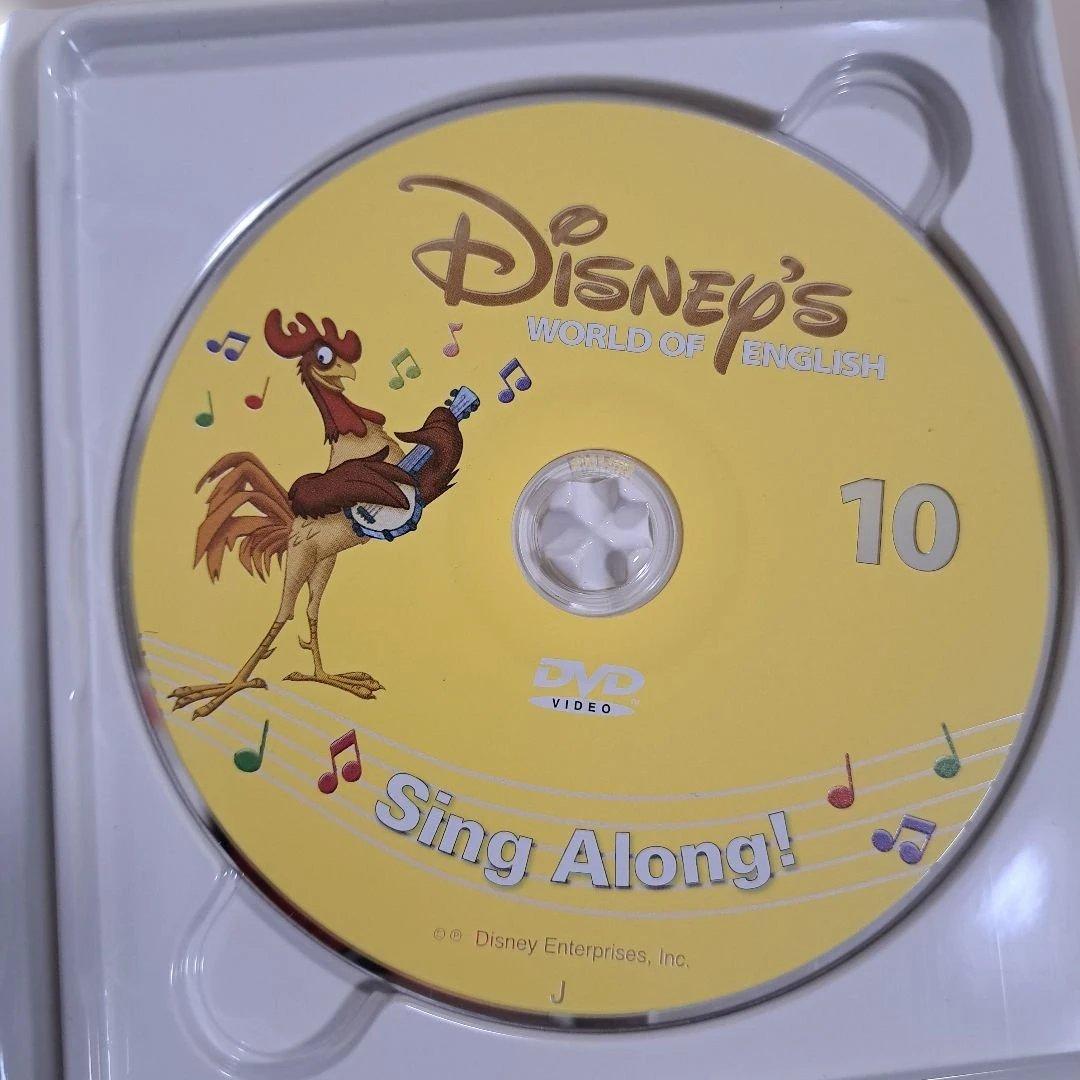 Disney's
WORLD OF ENGLISH
10
DVD
VIDEO
Sing Along!
© ℗ Disney Enterprises, Inc.
J